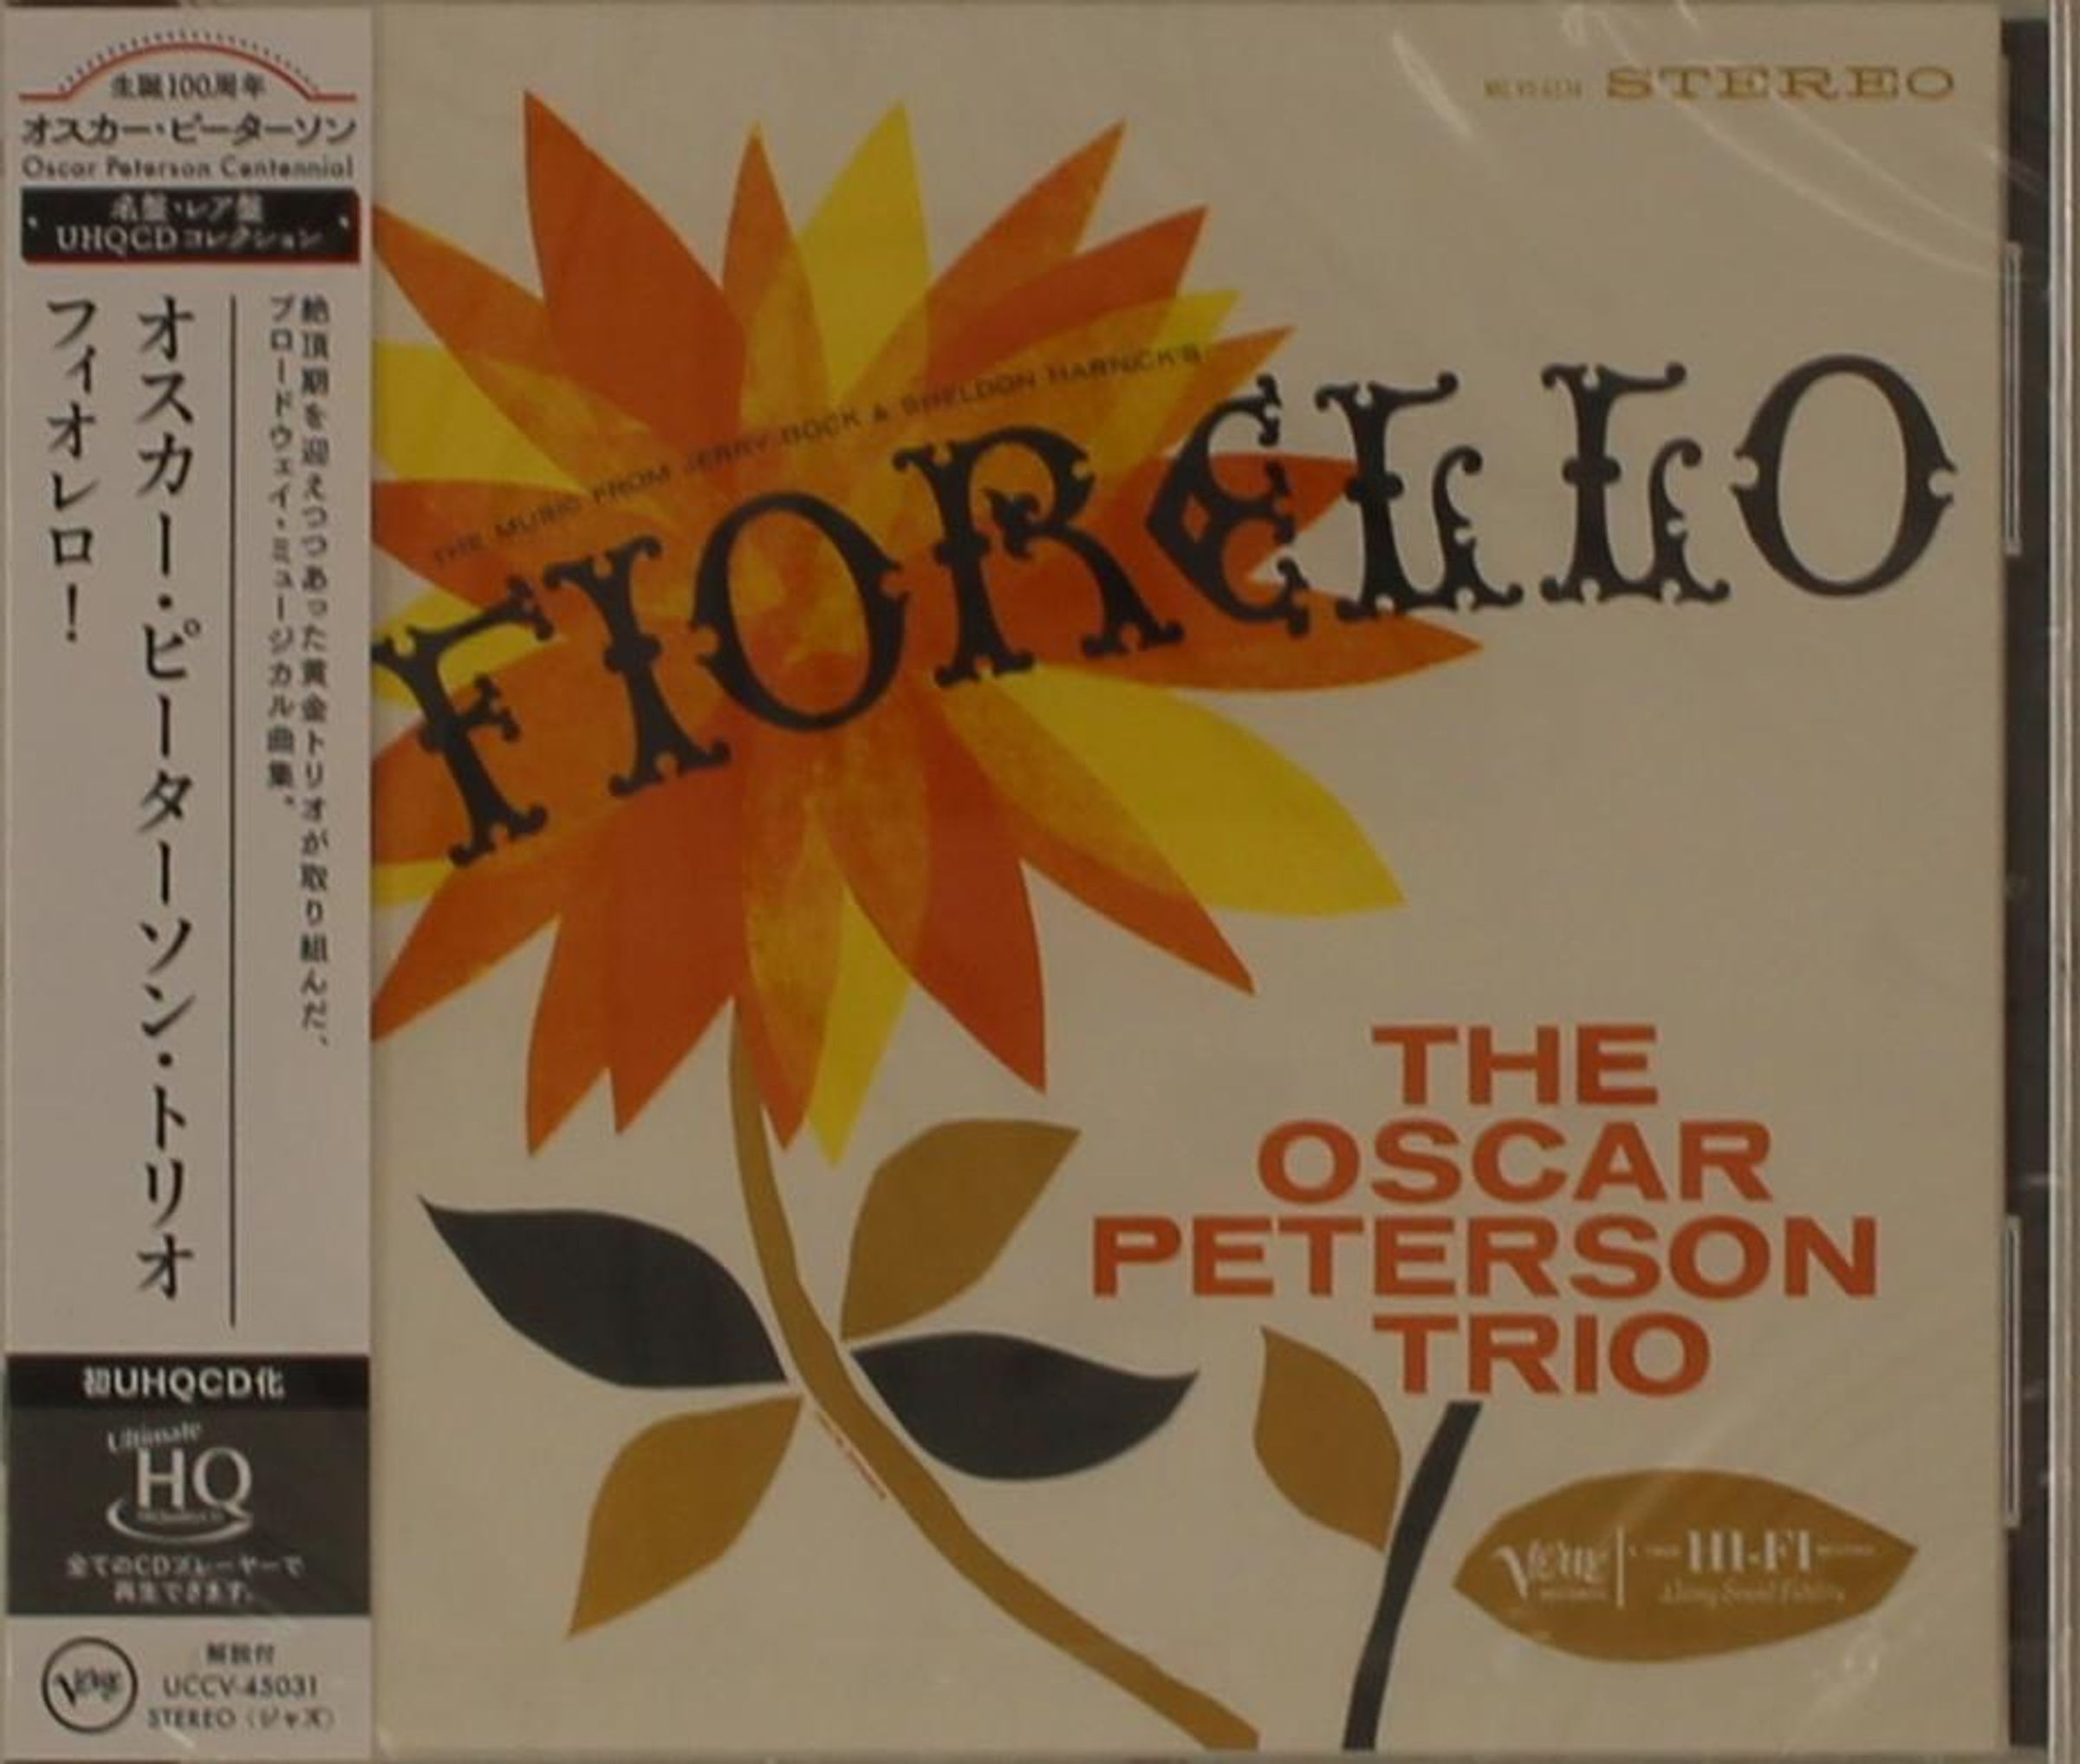 生誕100周年
オスカー・ピーターソン
Oscar Peterson Centennial
名盤・レア盤
UHQCDコレクション
絶頂期を迎えつつあった黄金トリオが取り組んだ、
ブロードウェイ・ミュージカル曲集。
オスカー・ピーターソン・トリオ
フィオレロ！
初UHQCD化
Ultimate
HQ
全てのCDプレーヤーで
再生できます。
Verve
解説付
UCCV-45031
STEREO（ジャズ）
STEREO
THE MUSIC FROM JERRY BOCK & SHELDON HARNICK'S
FIORELLO
THE
OSCAR
PETERSON
TRIO
Verve
HI-FI